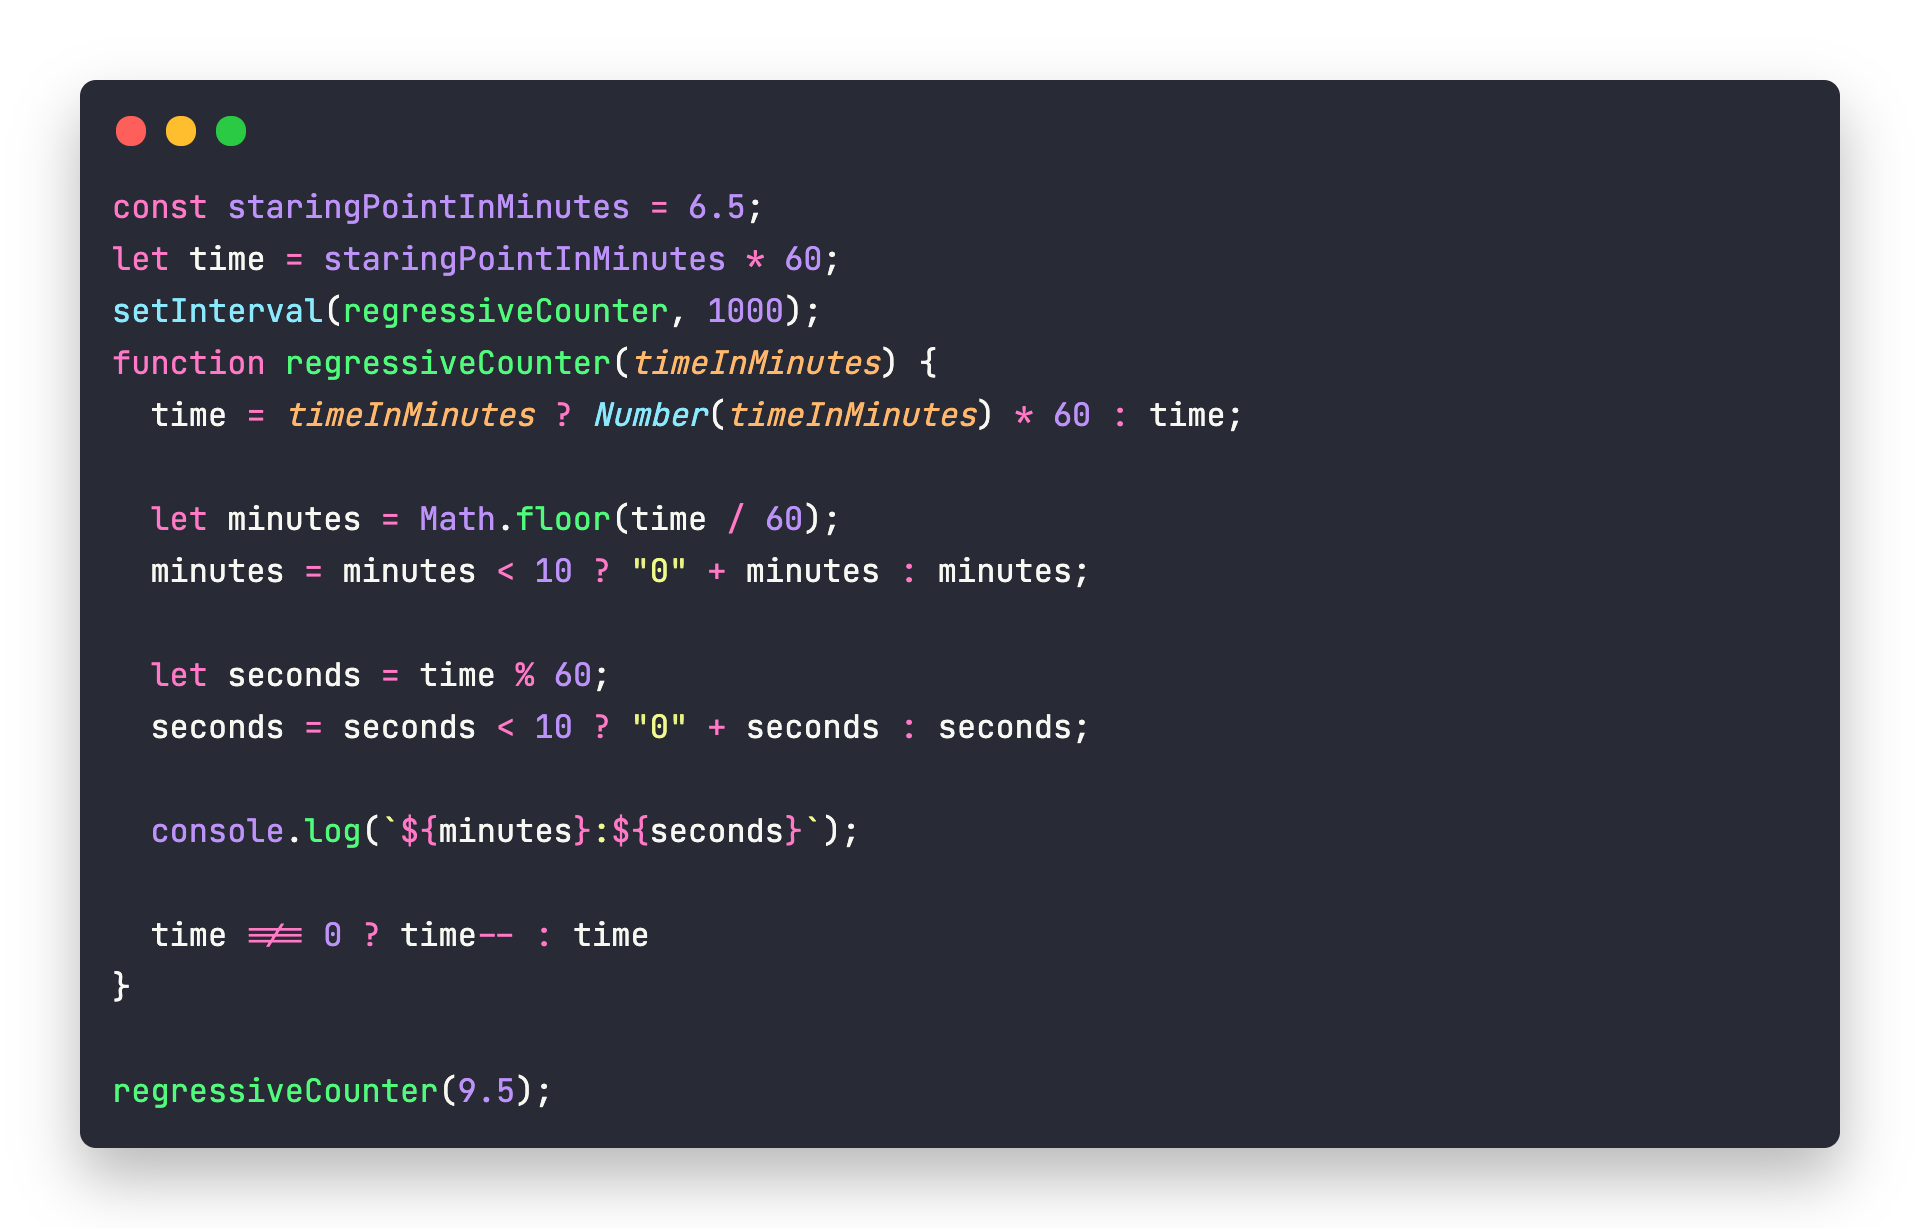 const staringPointInMinutes = 6.5;
let time = staringPointInMinutes * 60;
setInterval(regressiveCounter, 1000);
function regressiveCounter(timeInMinutes) {
  time = timeInMinutes ? Number(timeInMinutes) * 60 : time;

  let minutes = Math.floor(time / 60);
  minutes = minutes < 10 ? "0" + minutes : minutes;

  let seconds = time % 60;
  seconds = seconds < 10 ? "0" + seconds : seconds;

  console.log(`${minutes}:${seconds}`);

  time !== 0 ? time-- : time
}

regressiveCounter(9.5);